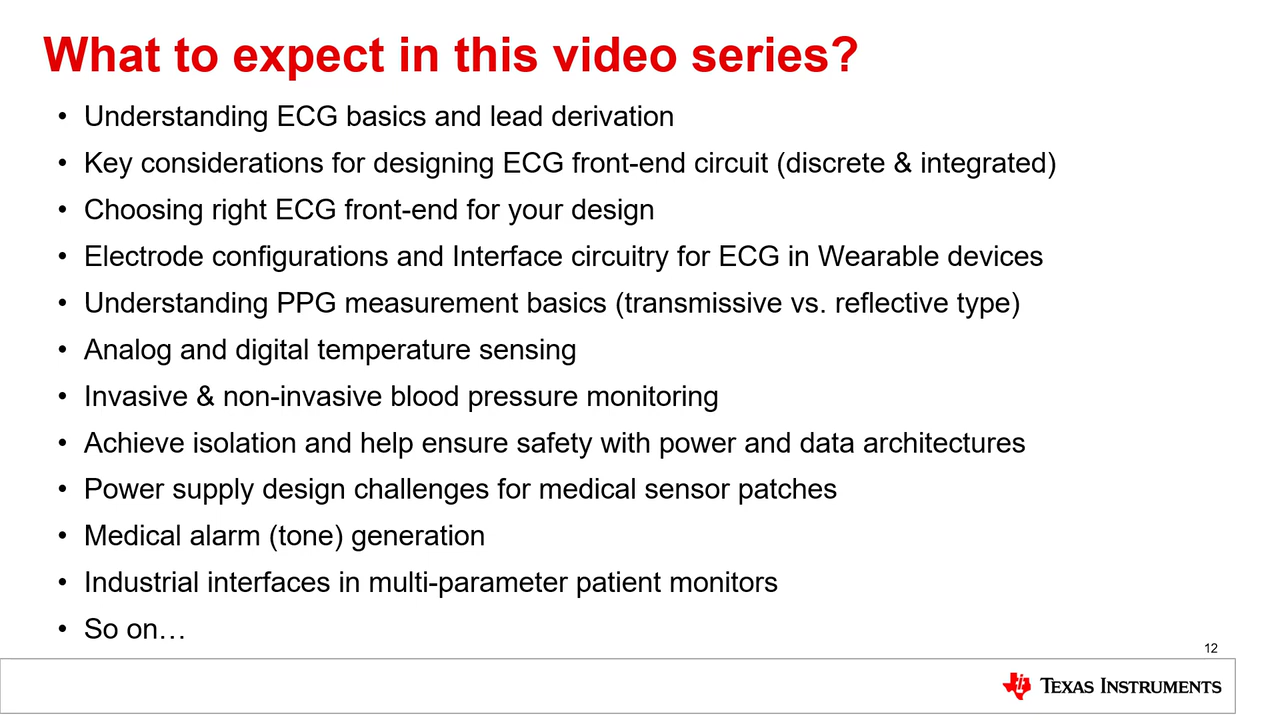 What to expect in this video series?
• Understanding ECG basics and lead derivation
• Key considerations for designing ECG front-end circuit (discrete & integrated)
• Choosing right ECG front-end for your design
• Electrode configurations and Interface circuitry for ECG in Wearable devices
• Understanding PPG measurement basics (transmissive vs. reflective type)
• Analog and digital temperature sensing
• Invasive & non-invasive blood pressure monitoring
• Achieve isolation and help ensure safety with power and data architectures
• Power supply design challenges for medical sensor patches
• Medical alarm (tone) generation
• Industrial interfaces in multi-parameter patient monitors
• So on…
12
Texas Instruments